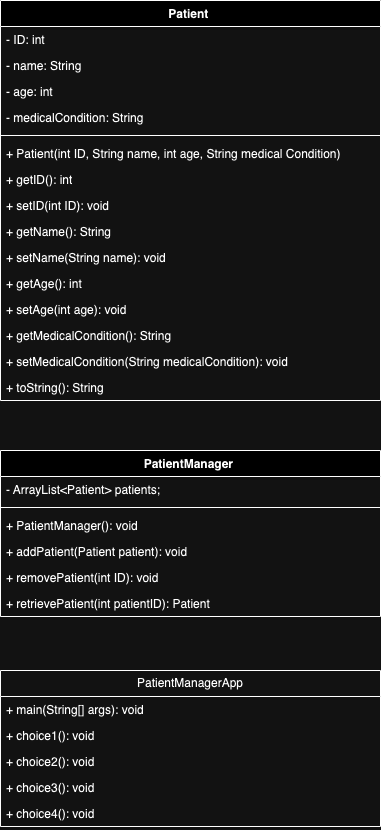 Patient
- ID: int
- name: String
- age: int
- medicalCondition: String
+ Patient(int ID, String name, int age, String medical Condition)
+ getID(): int
+ setID(int ID): void
+ getName(): String
+ setName(String name): void
+ getAge(): int
+ setAge(int age): void
+ getMedicalCondition(): String
+ setMedicalCondition(String medicalCondition): void
+ toString(): String
PatientManager
- ArrayList<Patient> patients;
+ PatientManager(): void
+ addPatient(Patient patient): void
+ removePatient(int ID): void
+ retrievePatient(int patientID): Patient
PatientManagerApp
+ main(String[] args): void
+ choice1(): void
+ choice2(): void
+ choice3(): void
+ choice4(): void